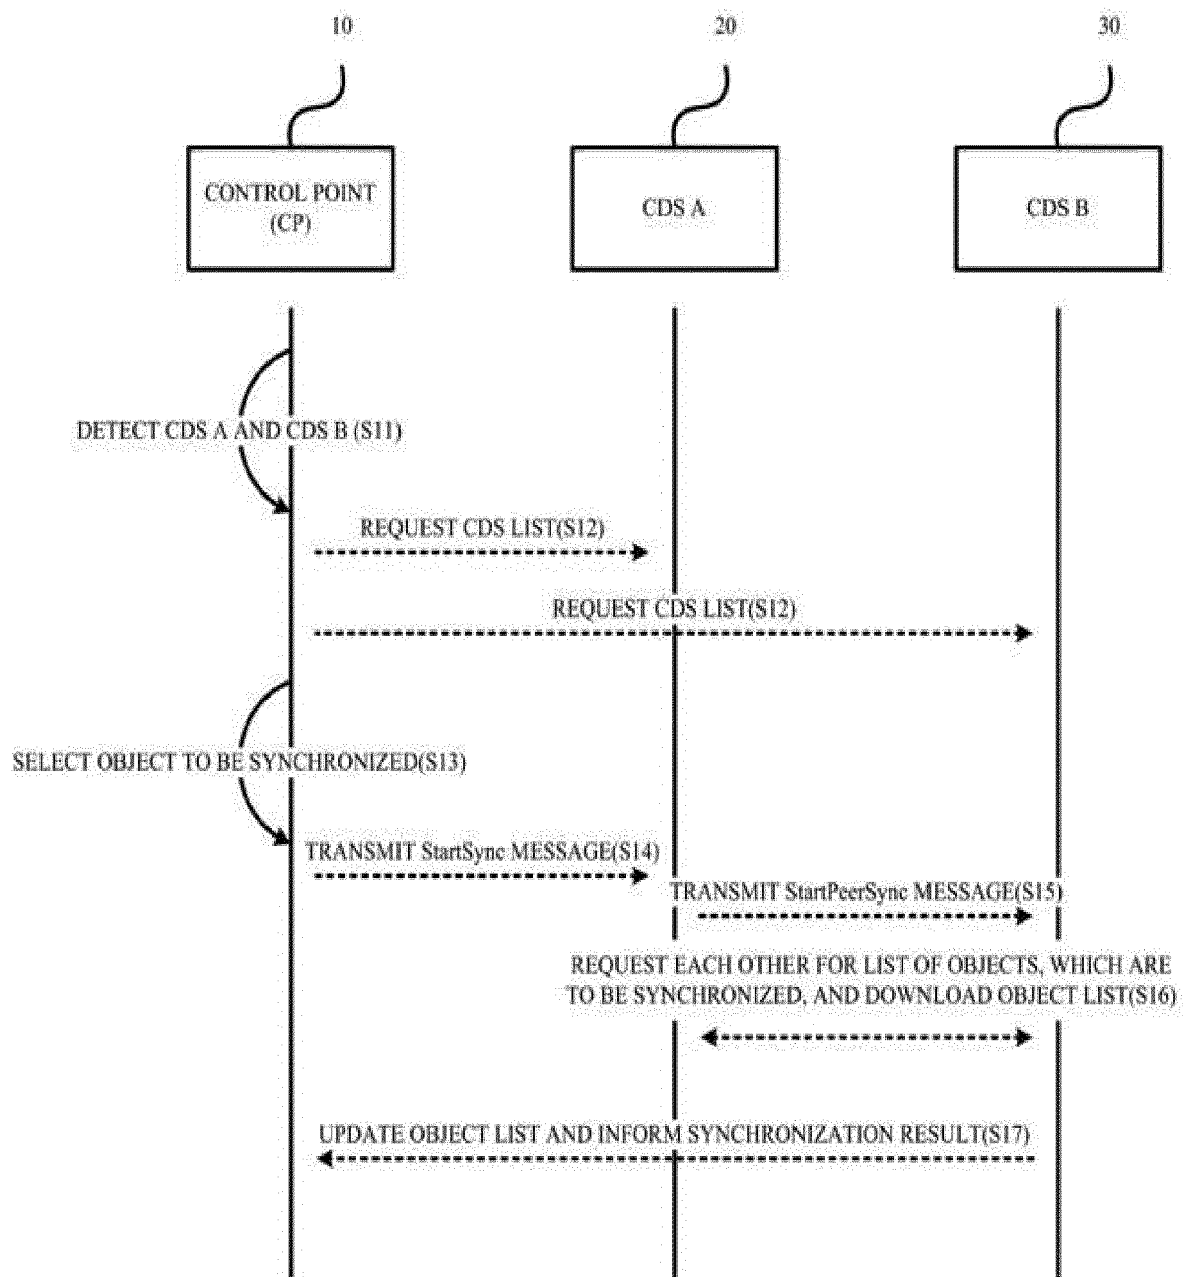 10
20
30
CONTROL POINT
(CP)
CDS A
CDS B
DETECT CDS A AND CDS B (S11)
REQUEST CDS LIST(S12)
REQUEST CDS LIST(S12)
SELECT OBJECT TO BE SYNCHRONIZED(S13)
TRANSMIT StartSync MESSAGE(S14)
TRANSMIT StartPeerSync MESSAGE(S15)
REQUEST EACH OTHER FOR LIST OF OBJECTS, WHICH ARE
TO BE SYNCHRONIZED, AND DOWNLOAD OBJECT LIST(S16)
UPDATE OBJECT LIST AND INFORM SYNCHRONIZATION RESULT(S17)